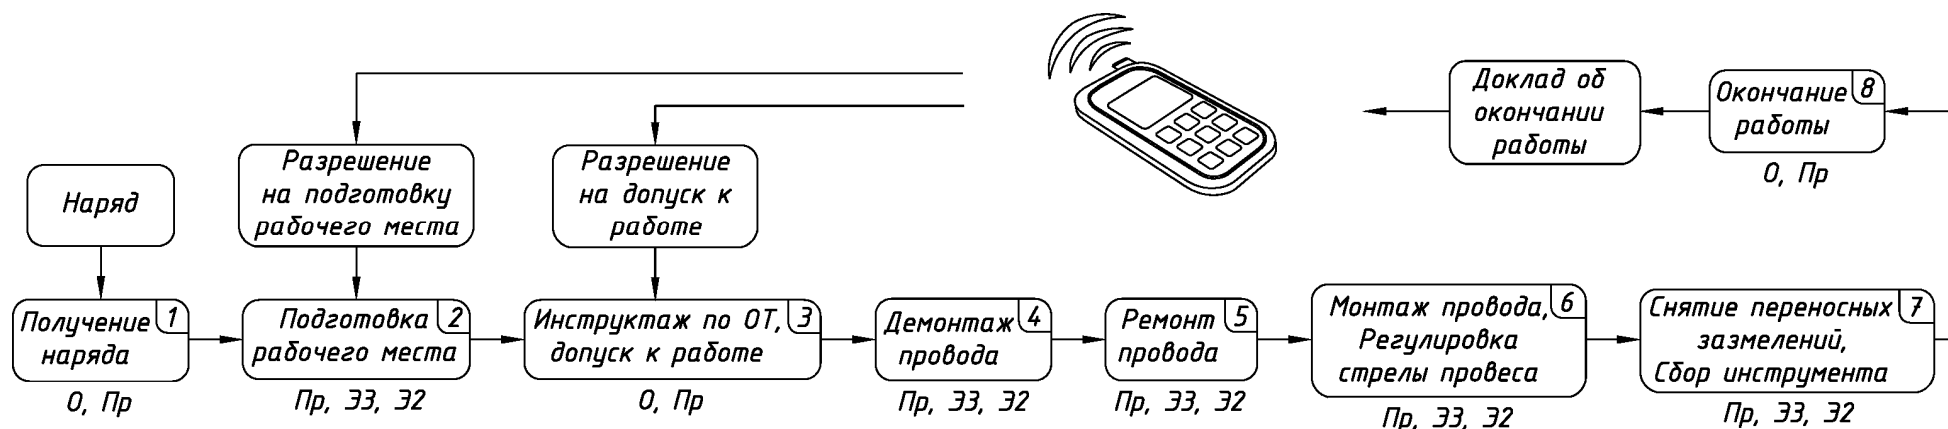 Наряд
Разрешение
на подготовку
рабочего места
Разрешение
на допуск к
работе
Доклад об
окончании
работы
Окончание 8
работы
О, Пр
Получение 1
наряда
О, Пр
Подготовка 2
рабочего места
Пр, Э3, Э2
Инструктаж по ОТ, 3
допуск к работе
О, Пр
Демонтаж 4
провода
Пр, Э3, Э2
Ремонт 5
провода
Пр, Э3, Э2
Монтаж провода, 6
Регулировка
стрелы провеса
Пр, Э3, Э2
Снятие переносных 7
зазмелений,
Сбор инструмента
Пр, Э3, Э2